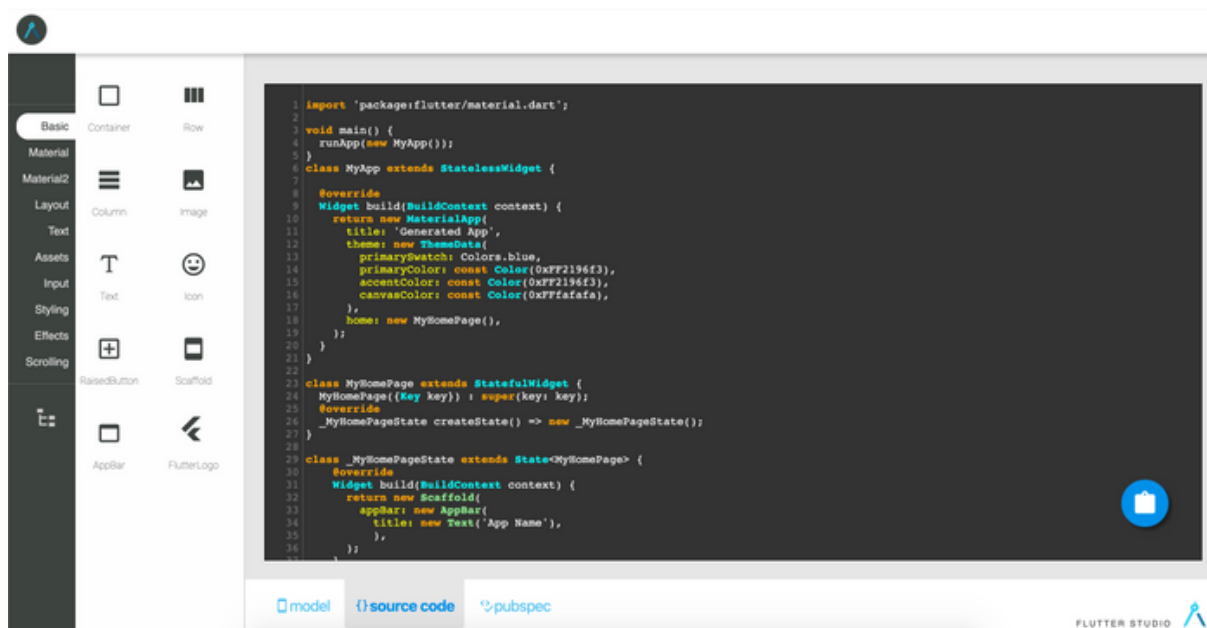 Basic
Material
Material2
Layout
Text
Assets
Input
Styling
Effects
Scrolling
Container Row
Column Image
Text Icon
RaisedButton Scaffold
AppBar FlutterLogo
1 import 'package:flutter/material.dart';
2
3 void main() {
4   runApp(new MyApp());
5 }
6 class MyApp extends StatelessWidget {
7
8   @override
9   Widget build(BuildContext context) {
10     return new MaterialApp(
11       title: 'Generated App',
12       theme: new ThemeData(
13         primarySwatch: Colors.blue,
14         primaryColor: const Color(0xFF2196f3),
15         accentColor: const Color(0xFF2196f3),
16         canvasColor: const Color(0xFFfafafa),
17       ),
18       home: new MyHomePage(),
19     );
20   }
21 }
22
23 class MyHomePage extends StatefulWidget {
24   MyHomePage({Key key}) : super(key: key);
25   @override
26   _MyHomePageState createState() => new _MyHomePageState();
27 }
28
29 class _MyHomePageState extends State<MyHomePage> {
30     @override
31     Widget build(BuildContext context) {
32       return new Scaffold(
33         appBar: new AppBar(
34           title: new Text('App Name'),
35           ),
36       );
model {} source code pubspec
FLUTTER STUDIO